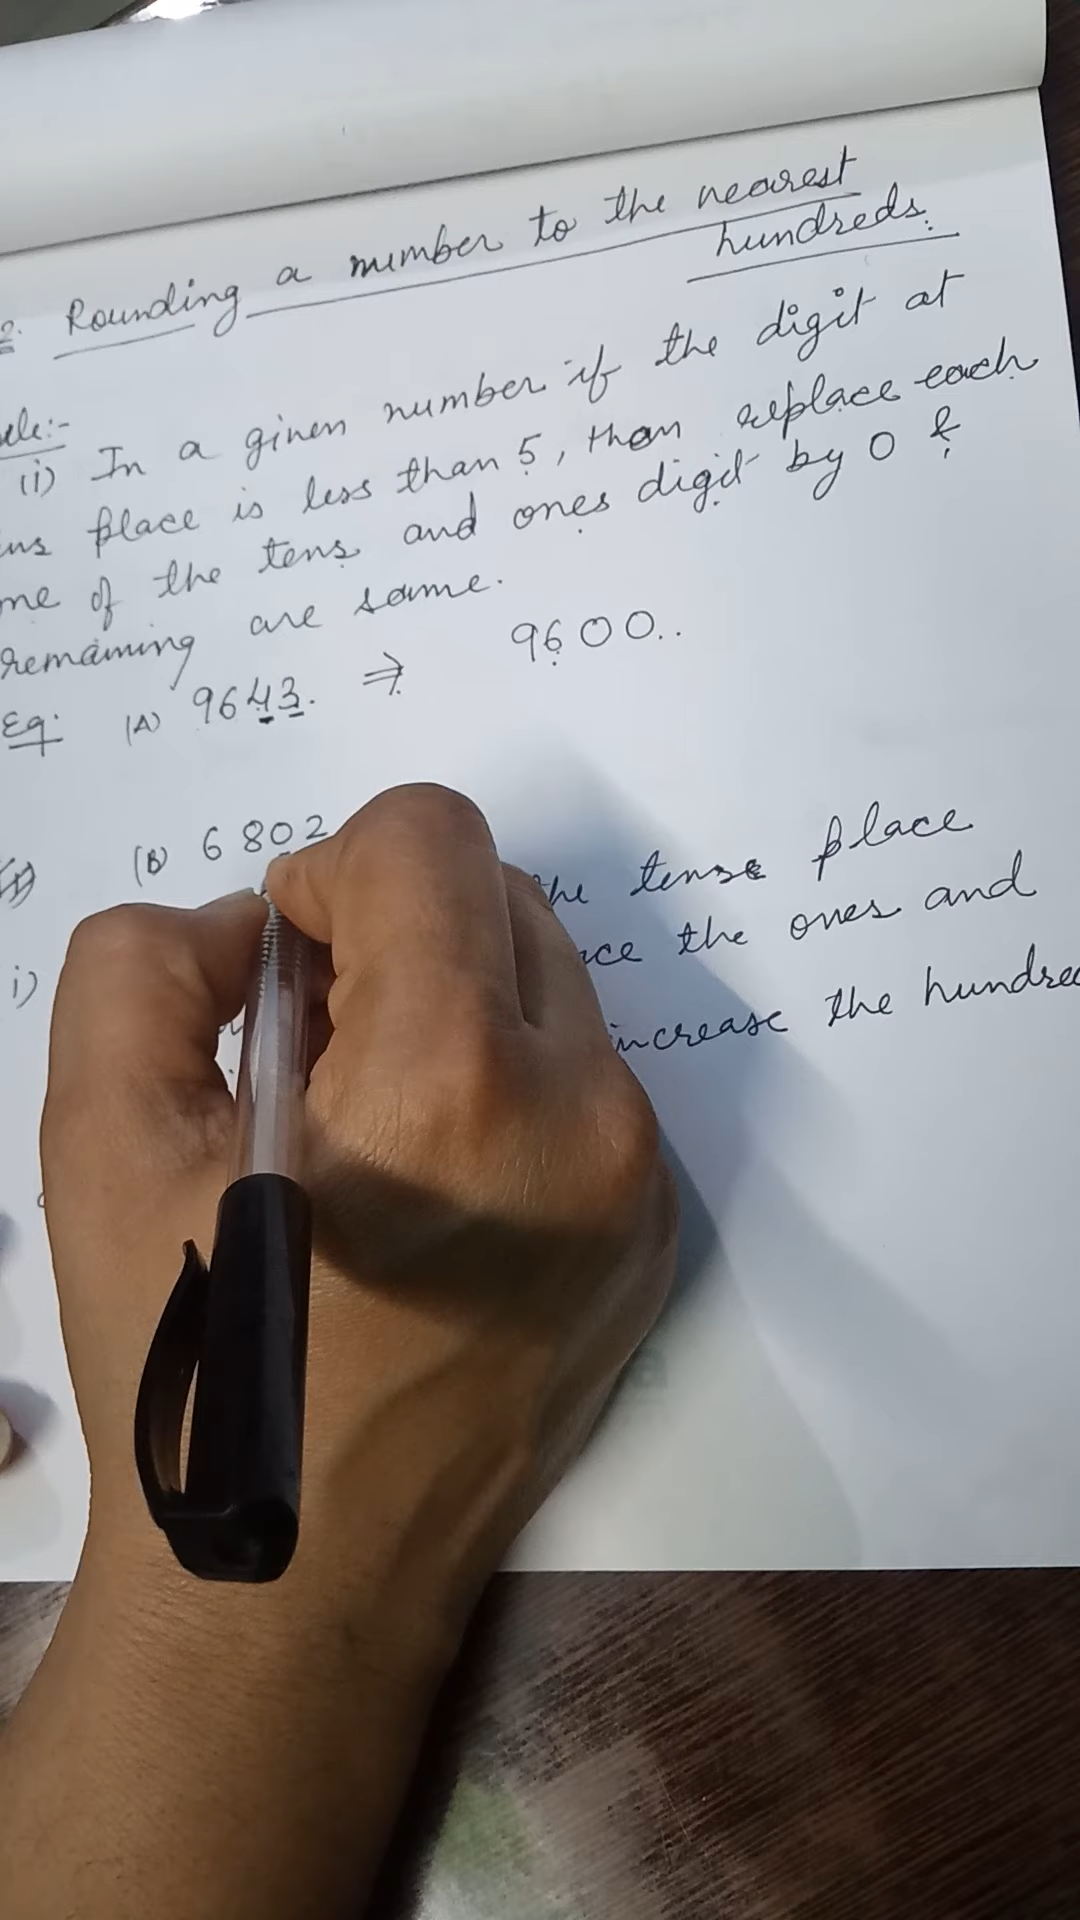 2. Rounding a number to the nearest
hundreds.
(i) In a given number if the digit at
place is less than 5, then replace each
of the tens and ones digit by 0 &
remaining are same.
Eg: (A) 9643. ⇒ 9600..
(B) 6802
the tense place
i) the ones and
increase the